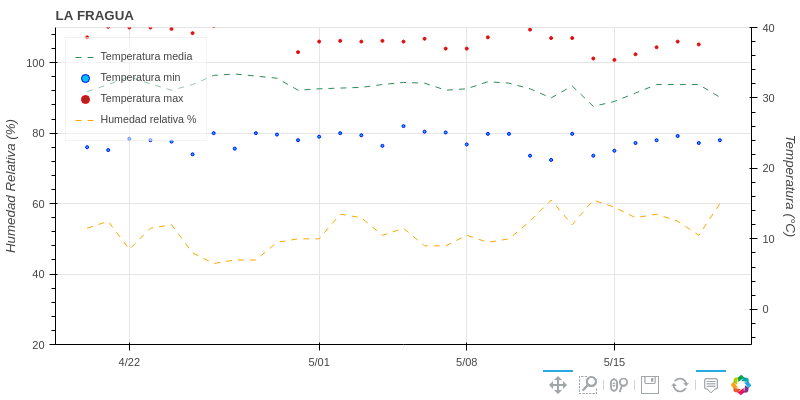 LA FRAGUA
Humedad Relativa (%)
100
80
60
40
20
Temperatura media
Temperatura min
Temperatura max
Humedad relativa %
40
30
20
10
0
Temperatura (°C)
4/22
5/01
5/08
5/15